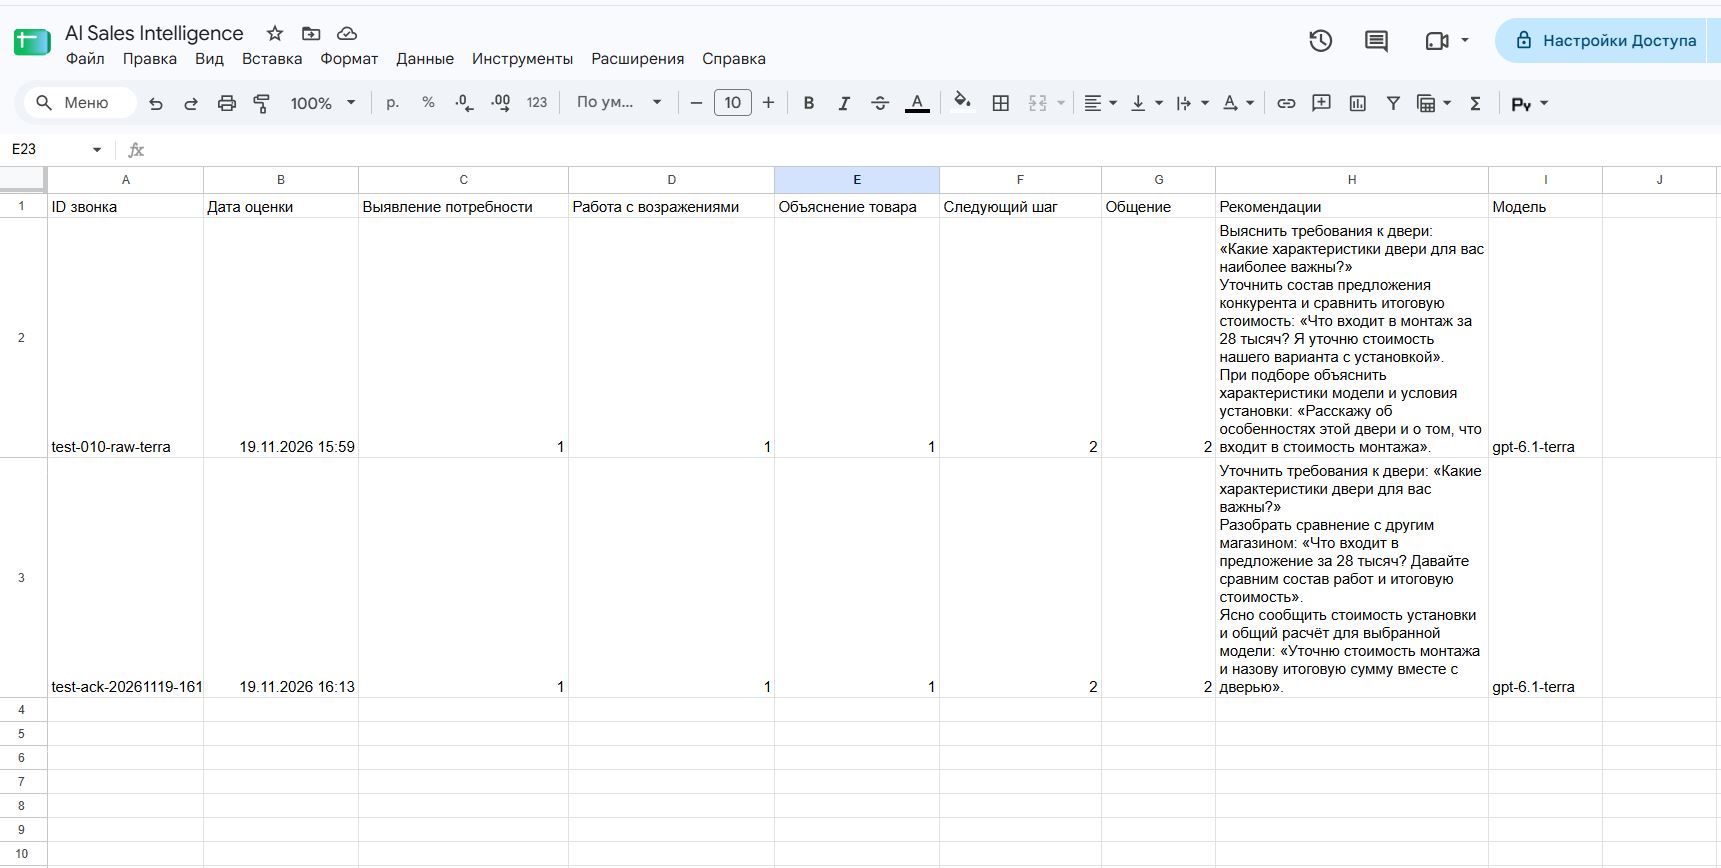 AI Sales Intelligence
Файл Правка Вид Вставка Формат Данные Инструменты Расширения Справка
Настройки Доступа
Меню 100% р. % .0 .00 123 По ум... 10 B I S A Σ Py
E23 fx
A B C D E F G H I J
1 ID звонка Дата оценки Выявление потребности Работа с возражениями Объяснение товара Следующий шаг Общение Рекомендации Модель
Выяснить требования к двери:
«Какие характеристики двери для вас
наиболее важны?»
Уточнить состав предложения
конкурента и сравнить итоговую
стоимость: «Что входит в монтаж за
2 28 тысяч? Я уточню стоимость
нашего варианта с установкой».
При подборе объяснить
характеристики модели и условия
установки: «Расскажу об
особенностях этой двери и о том, что
test-010-raw-terra 19.11.2026 15:59 1 1 1 2 2 входит в стоимость монтажа». gpt-6.1-terra
Уточнить требования к двери: «Какие
характеристики двери для вас
важны?»
Разобрать сравнение с другим
магазином: «Что входит в
предложение за 28 тысяч? Давайте
3 сравним состав работ и итоговую
стоимость».
Ясно сообщить стоимость установки
и общий расчёт для выбранной
модели: «Уточню стоимость монтажа
и назову итоговую сумму вместе с
test-ack-20261119-161 19.11.2026 16:13 1 1 1 2 2 дверью». gpt-6.1-terra
4
5
6
7
8
9
10